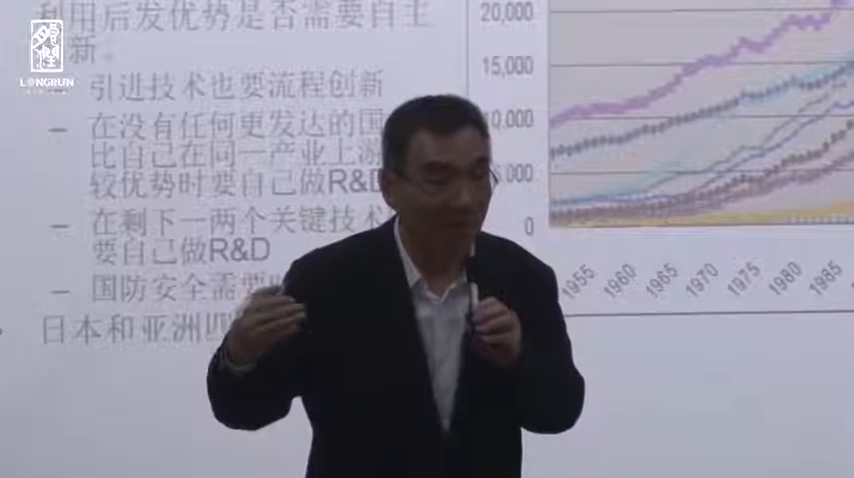 利用后发优势是否需要自主
新。
引进技术也要流程创新
– 在没有任何更发达的国
比自己在同一产业上游
较优势时要自己做R&D
– 在剩下一两个关键技术
要自己做R&D
– 国防安全需要
日本和亚洲四
LONGRUN
20,000
15,000
0,000
,000
0
1955
1960
1965
1970
1975
1980
1985